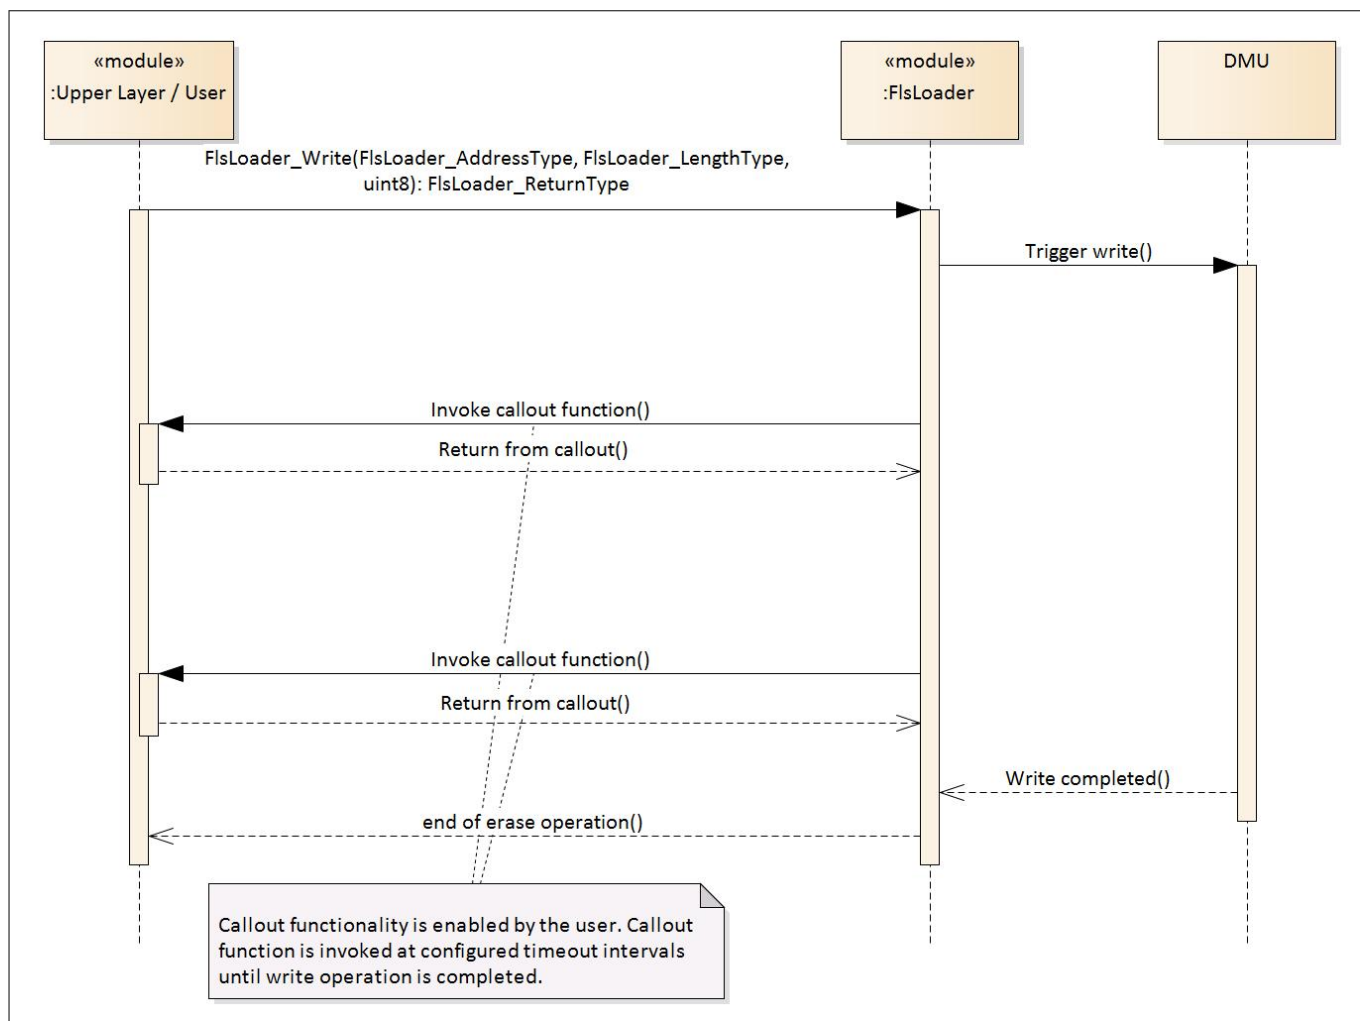 «module»
:Upper Layer / User
«module»
:FlsLoader
DMU
FlsLoader_Write(FlsLoader_AddressType, FlsLoader_LengthType,
uint8): FlsLoader_ReturnType
Trigger write()
Invoke callout function()
Return from callout()
Invoke callout function()
Return from callout()
Write completed()
end of erase operation()
Callout functionality is enabled by the user. Callout
function is invoked at configured timeout intervals
until write operation is completed.